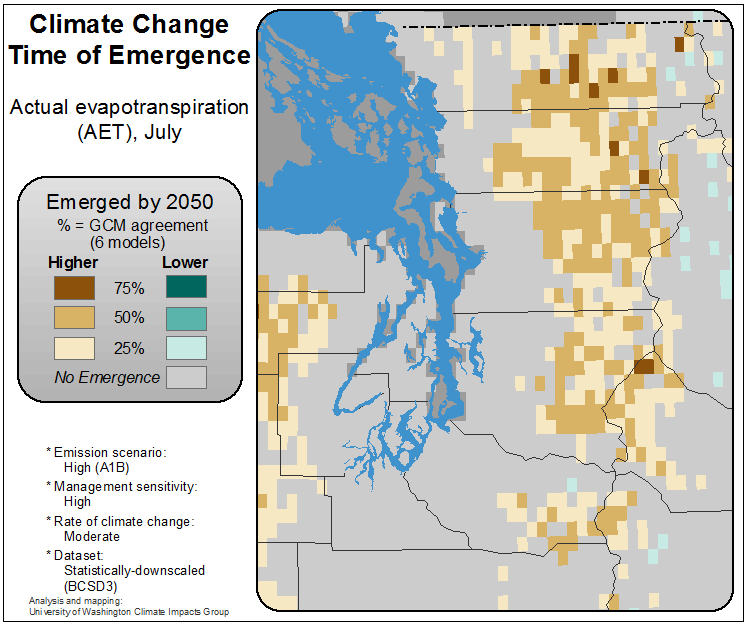 Climate Change
Time of Emergence
Actual evapotranspiration
(AET), July
Emerged by 2050
% = GCM agreement
(6 models)
Higher Lower
75%
50%
25%
No Emergence
* Emission scenario:
High (A1B)
* Management sensitivity:
High
* Rate of climate change:
Moderate
* Dataset:
Statistically-downscaled
(BCSD3)
Analysis and mapping:
University of Washington Climate Impacts Group